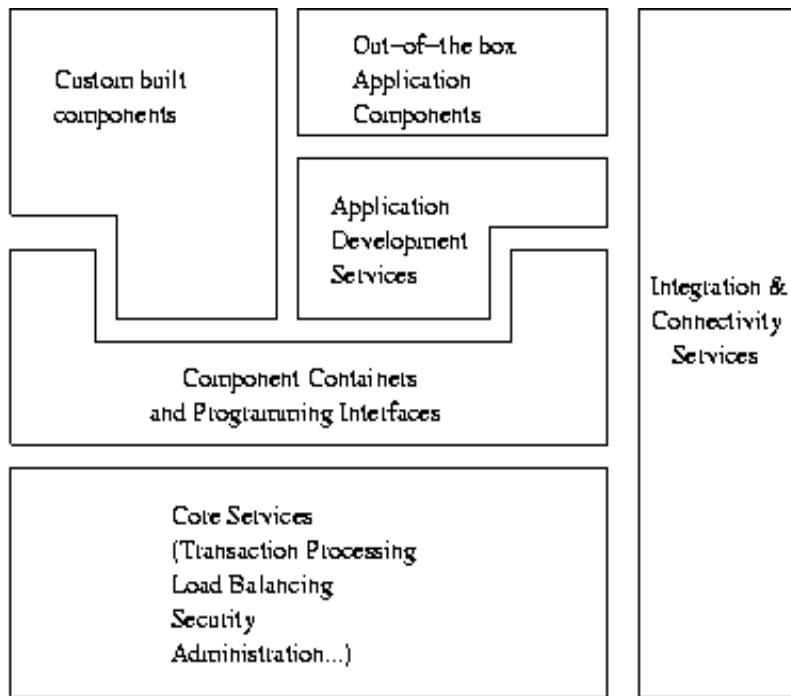 Custom built
components
Out-of-the box
Application
Components
Application
Development
Services
Integration &
Connectivity
Services
Component Containers
and Programming Interfaces
Core Services
(Transaction Processing
Load Balancing
Security
Administration...)